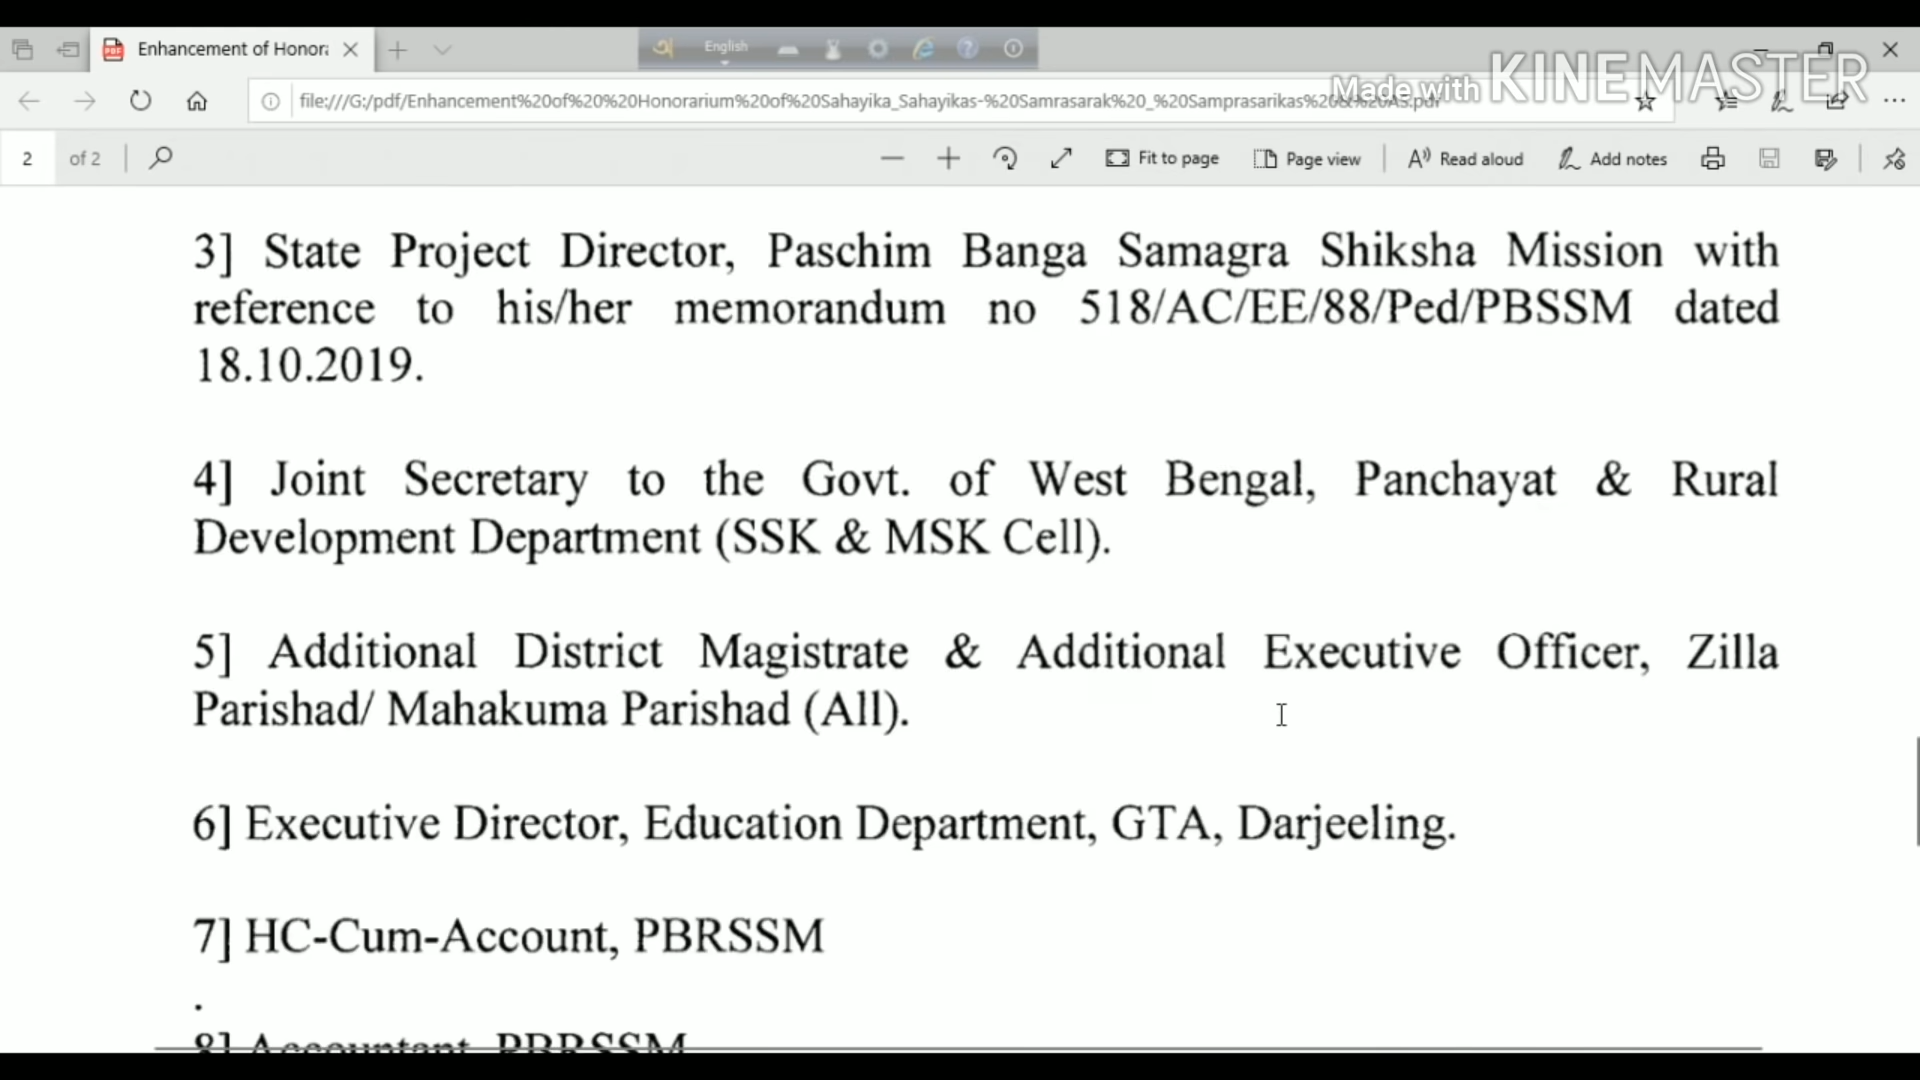 Enhancement of Honor
English
Made with KINEMASTER
file:///G:/pdf/Enhancement%20of%20%20Honorarium%20of%20Sahayika_Sahayikas-%20Samrasarak%20_%20Samprasarikas%20&%20AS.pdf
2 of 2 Fit to page Page view Read aloud Add notes
3] State Project Director, Paschim Banga Samagra Shiksha Mission with
reference to his/her memorandum no 518/AC/EE/88/Ped/PBSSM dated
18.10.2019.
4] Joint Secretary to the Govt. of West Bengal, Panchayat & Rural
Development Department (SSK & MSK Cell).
5] Additional District Magistrate & Additional Executive Officer, Zilla
Parishad/ Mahakuma Parishad (All).
6] Executive Director, Education Department, GTA, Darjeeling.
7] HC-Cum-Account, PBRSSM
.
8] Accountant, PBRSSM